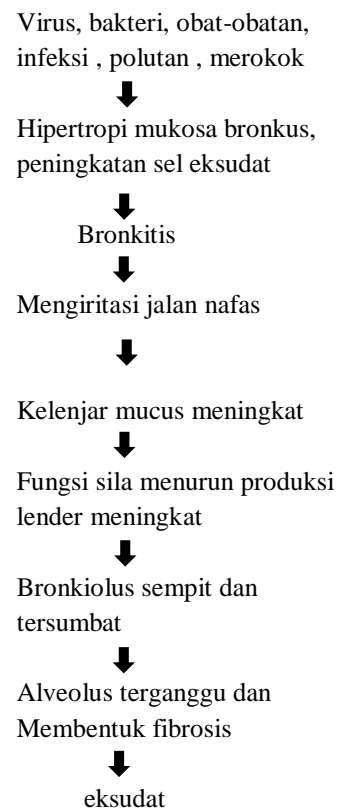 Virus, bakteri, obat-obatan,
infeksi , polutan , merokok
Hipertropi mukosa bronkus,
peningkatan sel eksudat
Bronkitis
Mengiritasi jalan nafas
Kelenjar mucus meningkat
Fungsi sila menurun produksi
lender meningkat
Bronkiolus sempit dan
tersumbat
Alveolus terganggu dan
Membentuk fibrosis
eksudat